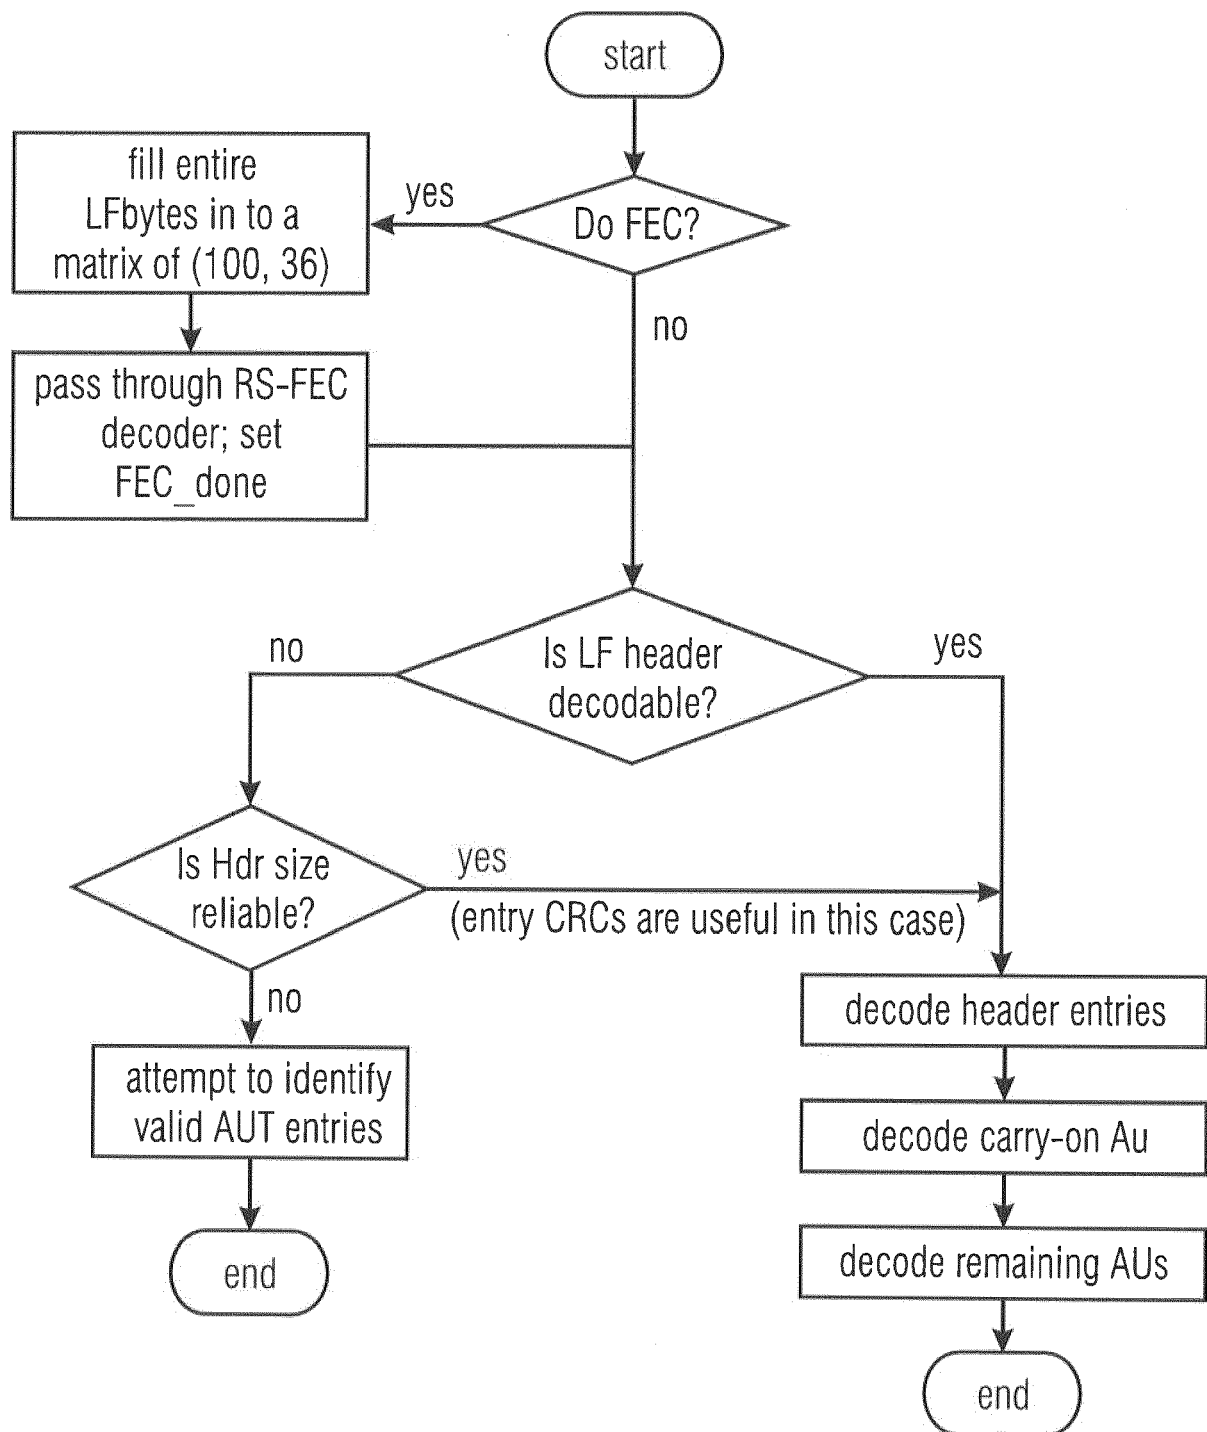 start
Do FEC?
yes
fill entire
LFbytes in to a
matrix of (100, 36)
no
pass through RS-FEC
decoder; set
FEC_done
Is LF header
decodable?
no
yes
Is Hdr size
reliable?
yes
(entry CRCs are useful in this case)
no
decode header entries
attempt to identify
valid AUT entries
decode carry-on Au
end
decode remaining AUs
end